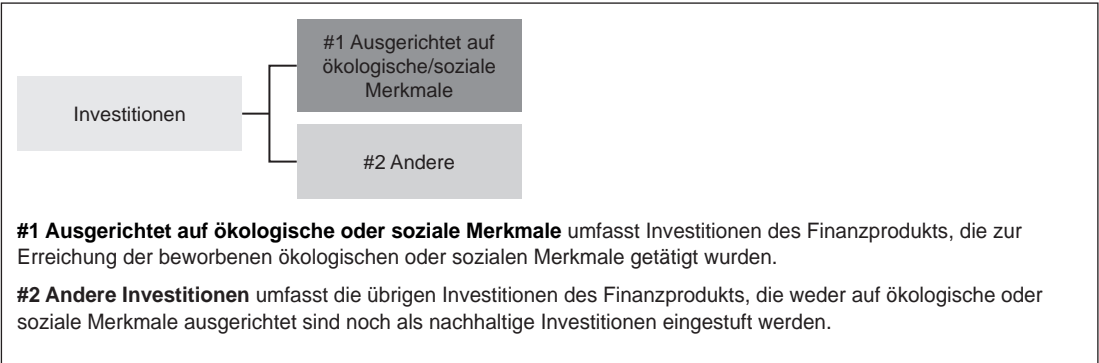 #1 Ausgerichtet auf
ökologische/soziale
Merkmale
Investitionen
#2 Andere
#1 Ausgerichtet auf ökologische oder soziale Merkmale umfasst Investitionen des Finanzprodukts, die zur
Erreichung der beworbenen ökologischen oder sozialen Merkmale getätigt wurden.
#2 Andere Investitionen umfasst die übrigen Investitionen des Finanzprodukts, die weder auf ökologische oder
soziale Merkmale ausgerichtet sind noch als nachhaltige Investitionen eingestuft werden.